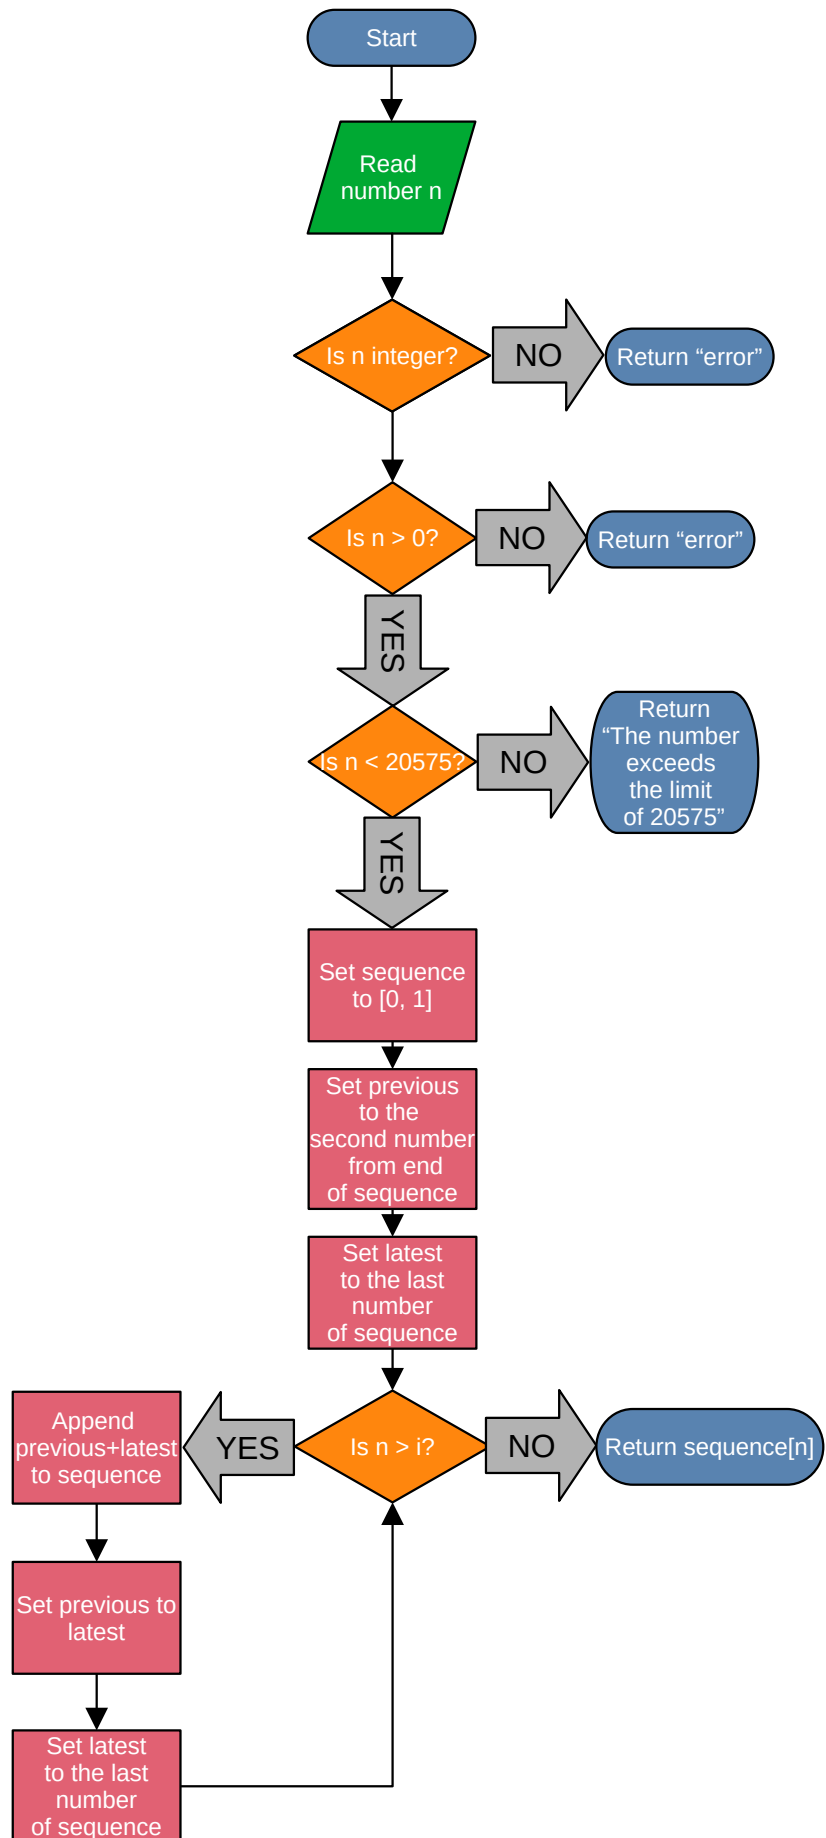 Start
Read
number n
Is n integer?
NO
Return “error”
Is n > 0?
NO
Return “error”
YES
Is n < 20575?
NO
Return
“The number
exceeds
the limit
of 20575”
YES
Set sequence
to [0, 1]
Set previous
to the
second number
from end
of sequence
Set latest
to the last
number
of sequence
Is n > i?
NO
Return sequence[n]
YES
Append
previous+latest
to sequence
Set previous to
latest
Set latest
to the last
number
of sequence